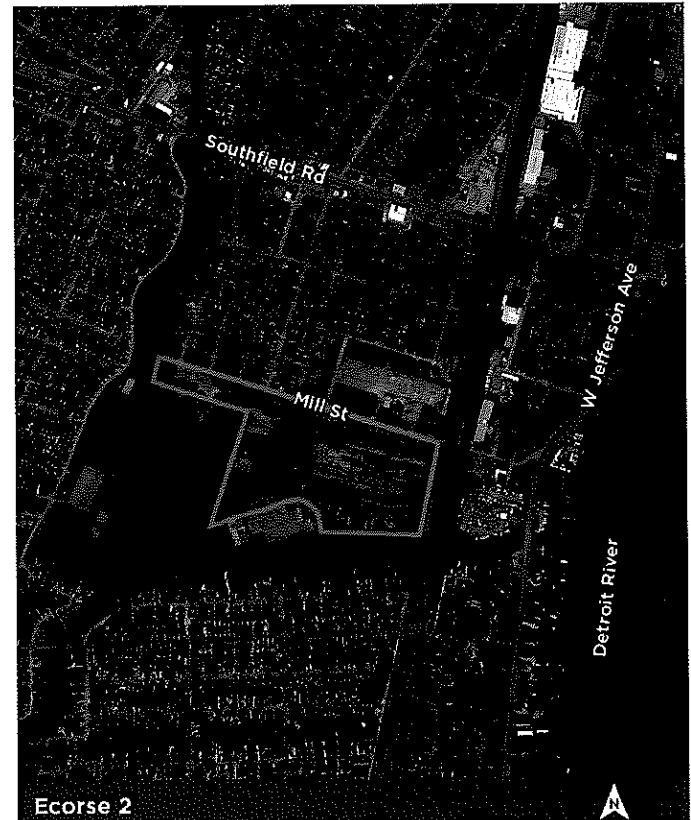 Southfield Rd
W Jefferson Ave
Mill St
Detroit River
Ecorse 2
N